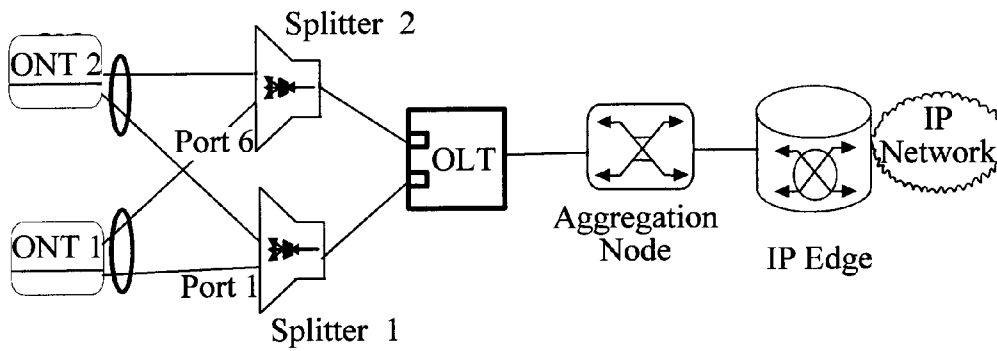 Splitter 2
ONT 2
Port 6
OLT
IP
Network
ONT 1
Port 1
Aggregation
Node
IP Edge
Splitter 1